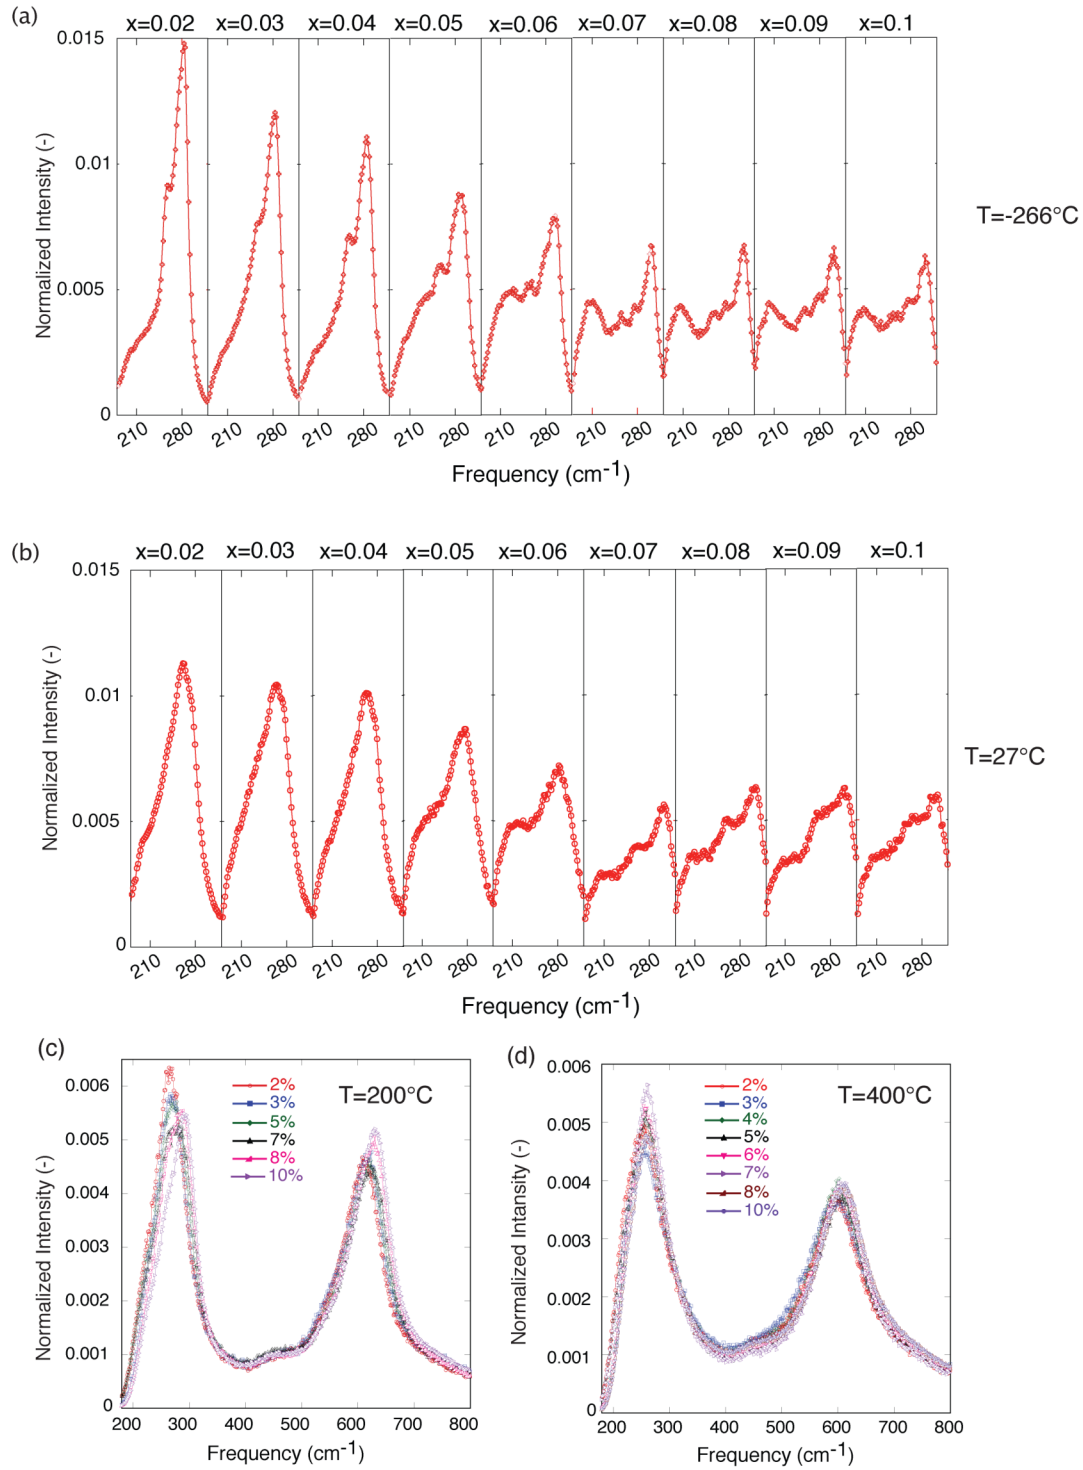 (a)
x=0.02 x=0.03 x=0.04 x=0.05 x=0.06 x=0.07 x=0.08 x=0.09 x=0.1
0.015
0.01
0.005
0
Normalized Intensity (-)
T=-266°C
210 280 210 280 210 280 210 280 210 280 210 280 210 280 210 280 210 280
Frequency (cm-1)
(b)
x=0.02 x=0.03 x=0.04 x=0.05 x=0.06 x=0.07 x=0.08 x=0.09 x=0.1
0.015
0.01
0.005
0
Normalized Intensity (-)
T=27°C
210 280 210 280 210 280 210 280 210 280 210 280 210 280 210 280 210 280
Frequency (cm-1)
(c)
0.006
0.005
0.004
0.003
0.002
0.001
0
Normalized Intensity (-)
2%
3%
5%
7%
8%
10%
T=200°C
200 300 400 500 600 700 800
Frequency (cm-1)
(d)
0.006
0.005
0.004
0.003
0.002
0.001
0
Normalized Intansity (-)
2%
3%
4%
5%
6%
7%
8%
10%
T=400°C
200 300 400 500 600 700 800
Frequency (cm-1)